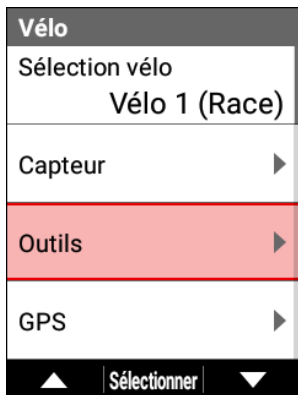 Vélo
Sélection vélo
Vélo 1 (Race)
Capteur
Outils
GPS
Sélectionner